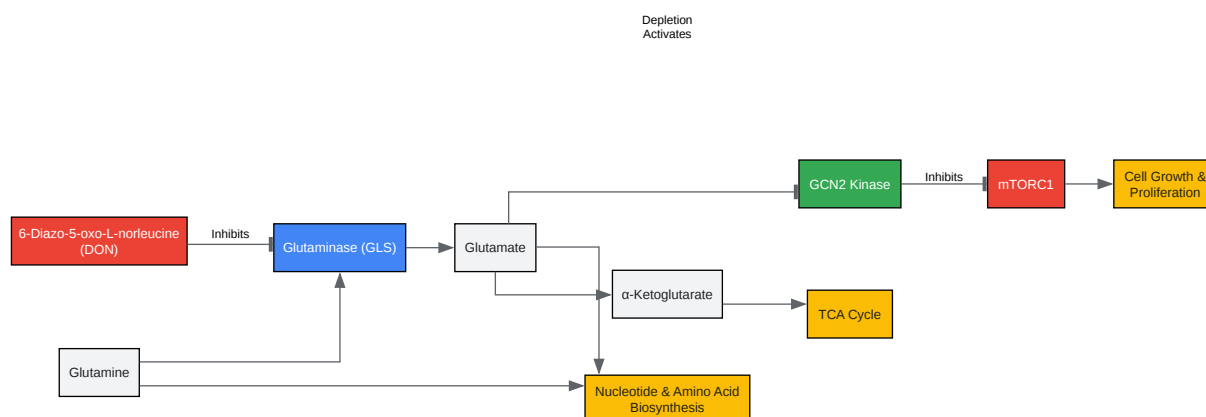 Depletion
Activates
GCN2 Kinase
Inhibits
mTORC1
Cell Growth &
Proliferation
6-Diazo-5-oxo-L-norleucine
(DON)
Inhibits
Glutaminase (GLS)
Glutamate
α-Ketoglutarate
TCA Cycle
Glutamine
Nucleotide & Amino Acid
Biosynthesis